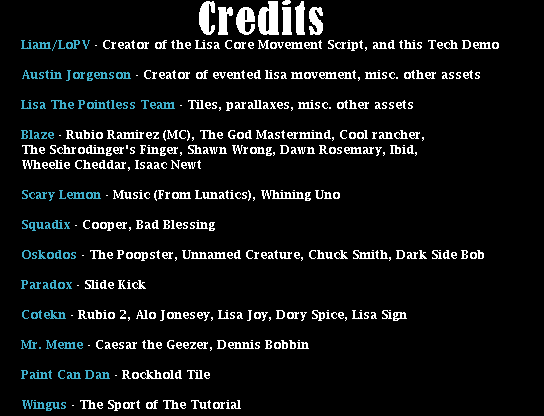 Credits
Liam/LoPV - Creator of the Lisa Core Movement Script, and this Tech Demo
Austin Jorgenson - Creator of evented lisa movement, misc. other assets
Lisa The Pointless Team - Tiles, parallaxes, misc. other assets
Blaze - Rubio Ramirez (MC), The God Mastermind, Cool rancher,
The Schrodinger's Finger, Shawn Wrong, Dawn Rosemary, Ibid,
Wheelie Cheddar, Isaac Newt
Scary Lemon - Music (From Lunatics), Whining Uno
Squadix - Cooper, Bad Blessing
Oskodos - The Poopster, Unnamed Creature, Chuck Smith, Dark Side Bob
Paradox - Slide Kick
Cotekn - Rubio 2, Alo Jonesey, Lisa Joy, Dory Spice, Lisa Sign
Mr. Meme - Caesar the Geezer, Dennis Bobbin
Paint Can Dan - Rockhold Tile
Wingus - The Sport of The Tutorial